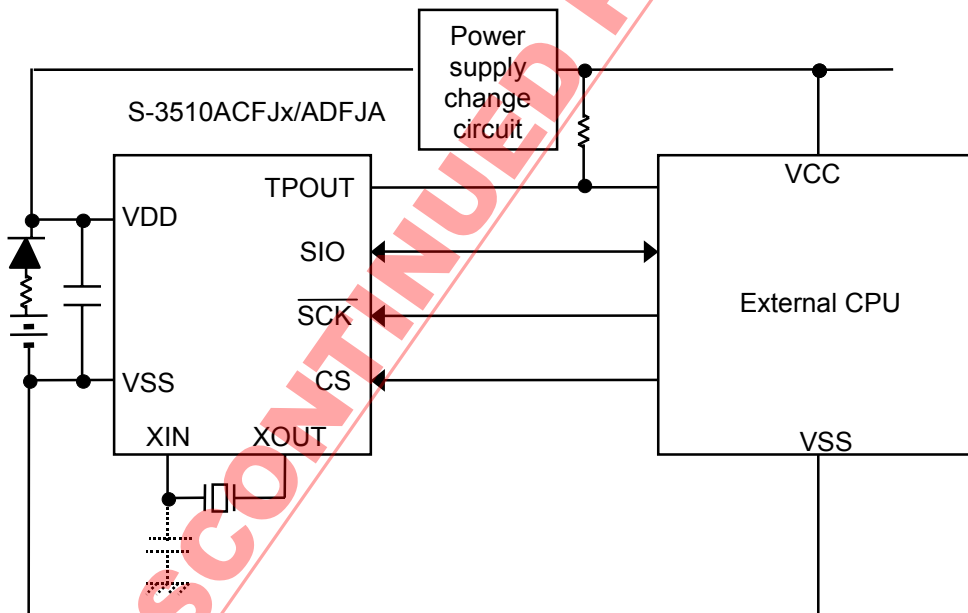 Power
supply
change
circuit
S-3510ACFJx/ADFJA
TPOUT
VCC
VDD
SIO
SCK
External CPU
VSS
CS
XIN
XOUT
VSS
SCONTINUED